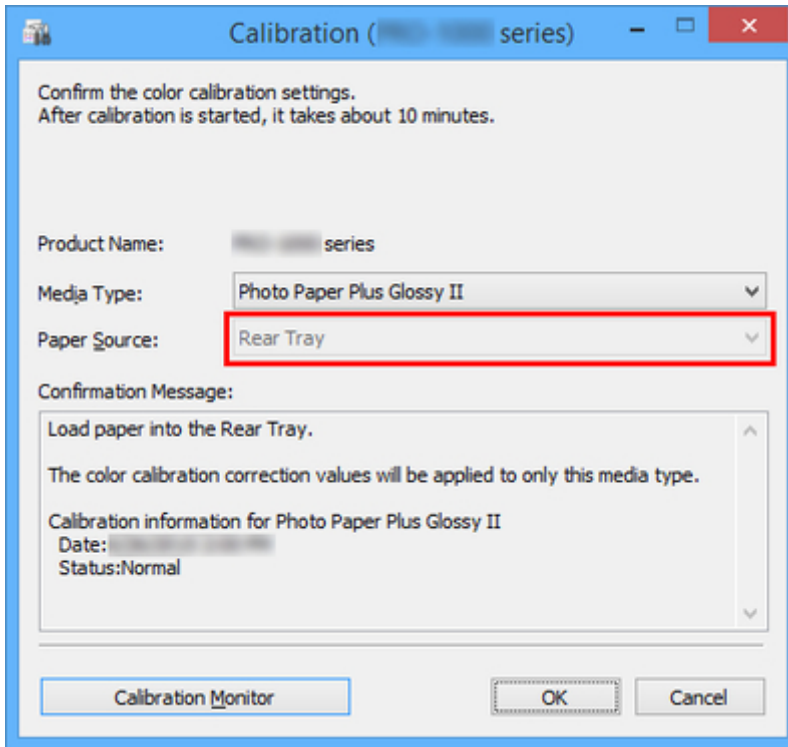 Calibration ( series)
Confirm the color calibration settings.
After calibration is started, it takes about 10 minutes.
Product Name: series
Media Type: Photo Paper Plus Glossy II
Paper Source: Rear Tray
Confirmation Message:
Load paper into the Rear Tray.
The color calibration correction values will be applied to only this media type.
Calibration information for Photo Paper Plus Glossy II
Date:
Status:Normal
Calibration Monitor OK Cancel